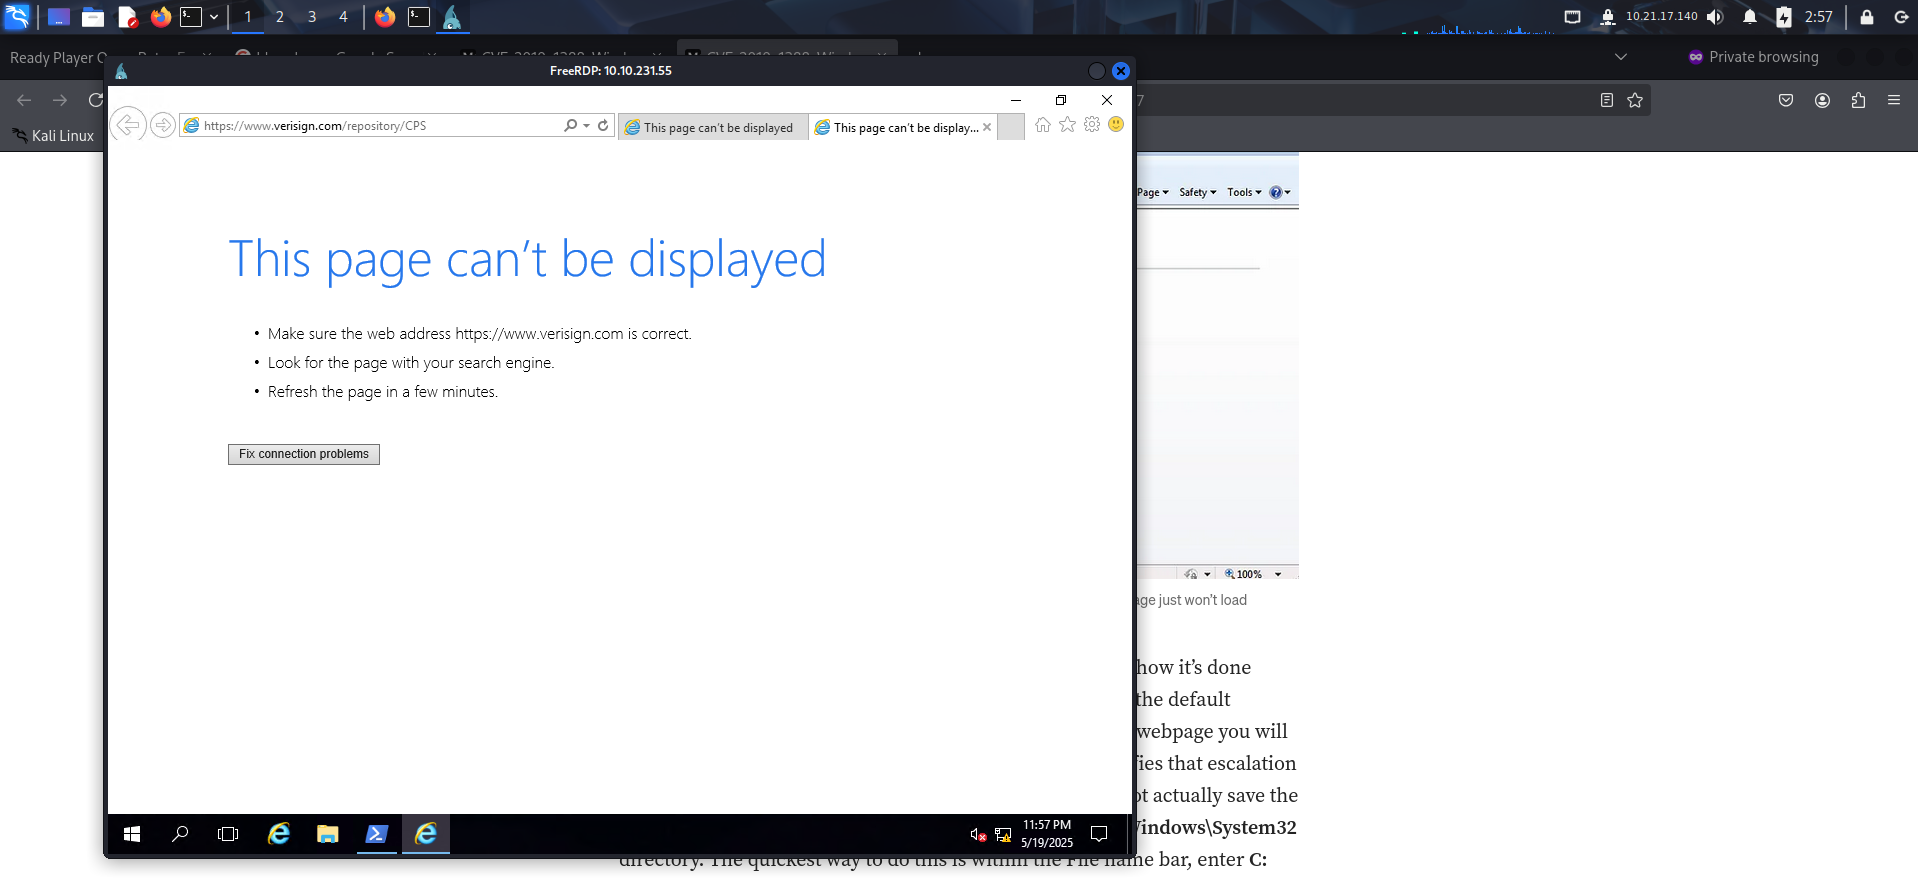 1 2 3 4
10.21.17.140 2:57
Ready Player
Private browsing
FreeRDP: 10.10.231.55
https://www.verisign.com/repository/CPS
This page can't be displayed
This page can't be display...
Kali Linux
Page Safety Tools
This page can't be displayed
• Make sure the web address https://www.verisign.com is correct.
• Look for the page with your search engine.
• Refresh the page in a few minutes.
Fix connection problems
100%
age just won't load
how it's done
the default
webpage you will
fies that escalation
ot actually save the
Windows\System32
directory. The quickest way to do this is within the File name bar, enter C:
11:57 PM
5/19/2025